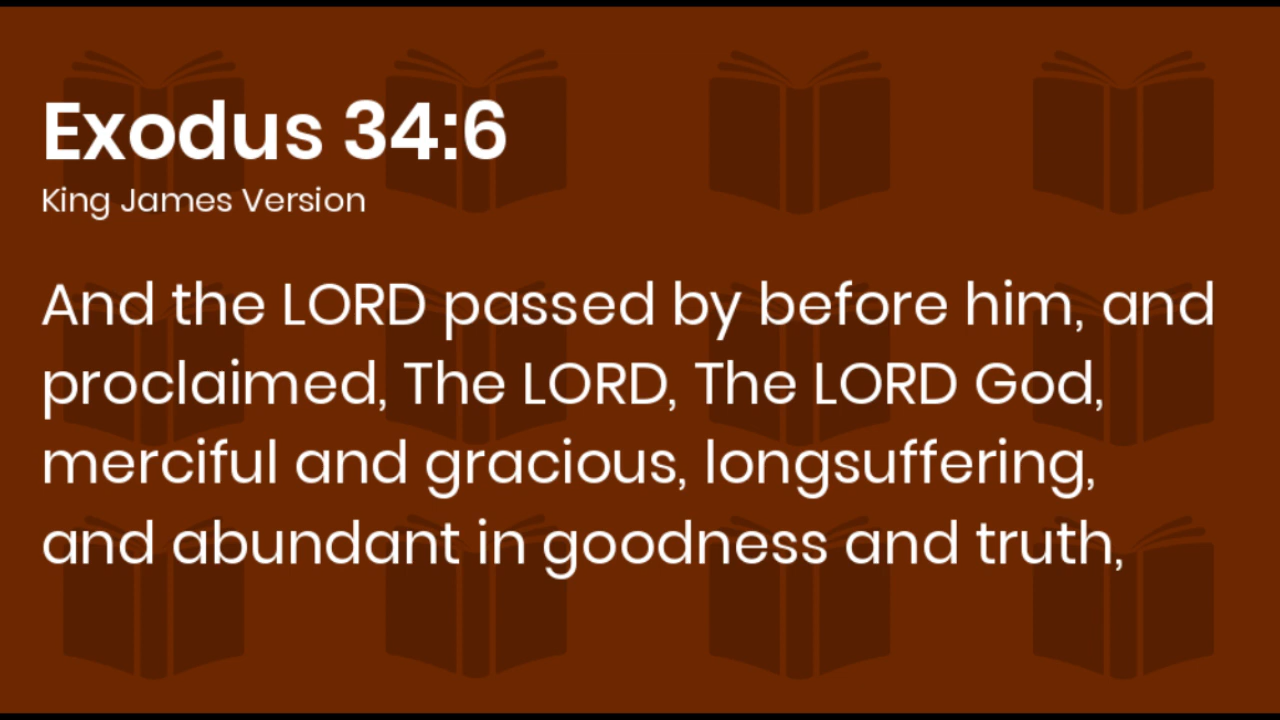 Exodus 34:6
King James Version
And the LORD passed by before him, and
proclaimed, The LORD, The LORD God,
merciful and gracious, longsuffering,
and abundant in goodness and truth,